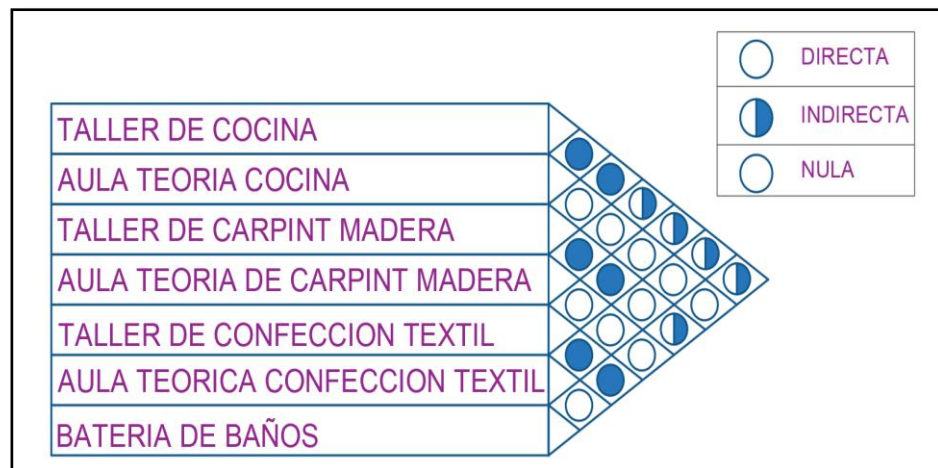 DIRECTA
INDIRECTA
NULA
TALLER DE COCINA
AULA TEORIA COCINA
TALLER DE CARPINT MADERA
AULA TEORIA DE CARPINT MADERA
TALLER DE CONFECCION TEXTIL
AULA TEORICA CONFECCION TEXTIL
BATERIA DE BAÑOS